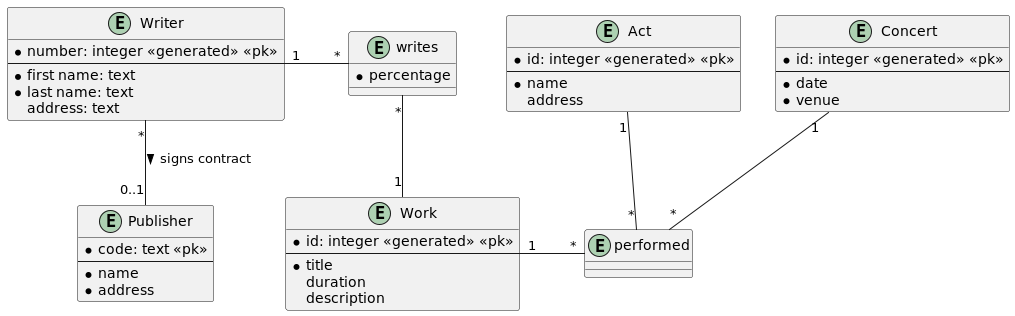 E Writer
number: integer «generated» «pk»
first name: text
last name: text
address: text
1 *
E writes
percentage
E Act
id: integer «generated» «pk»
name
address
E Concert
id: integer «generated» «pk»
date
venue
*
signs contract
0..1
*
1
1
*
1
*
E Publisher
code: text «pk»
name
address
E Work
id: integer «generated» «pk»
title
duration
description
1 *
E performed